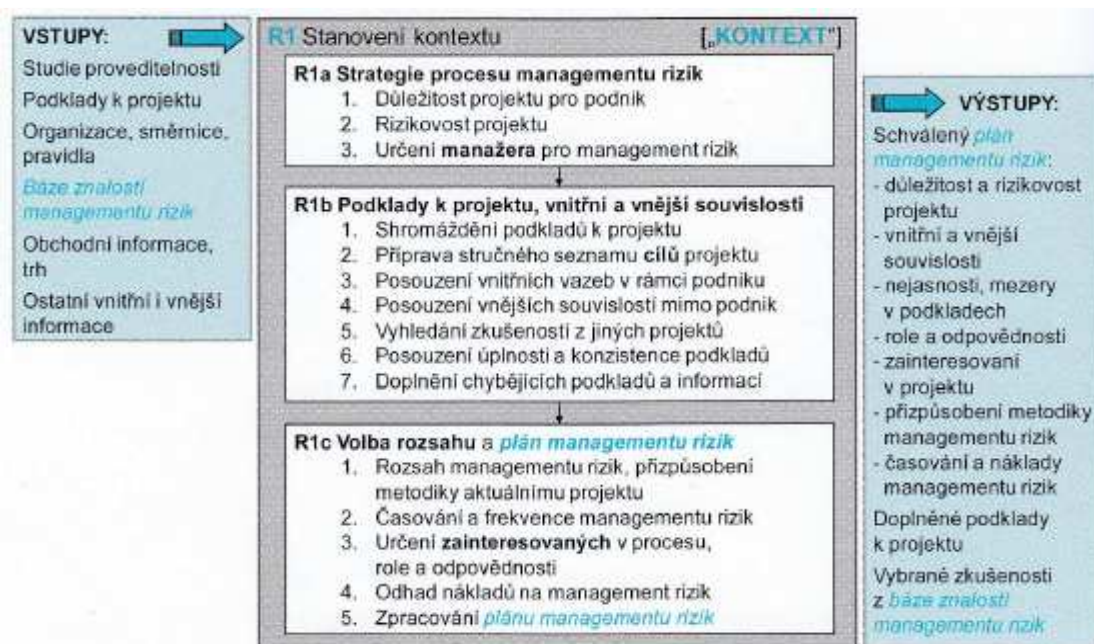 VSTUPY:
Studie proveditelnosti
Podklady k projektu
Organizace, směrnice,
pravidla
Báze znalostí
managementu rizik
Obchodní informace,
trh
Ostatní vnitřní i vnější
informace
R1 Stanovení kontextu [„KONTEXT“]
R1a Strategie procesu managementu rizik
1. Důležitost projektu pro podnik
2. Rizikovost projektu
3. Určení manažera pro management rizik
R1b Podklady k projektu, vnitřní a vnější souvislosti
1. Shromáždění podkladů k projektu
2. Příprava stručného seznamu cílů projektu
3. Posouzení vnitřních vazeb v rámci podniku
4. Posouzení vnějších souvislostí mimo podnik
5. Vyhledání zkušeností z jiných projektů
6. Posouzení úplnosti a konzistence podkladů
7. Doplnění chybějících podkladů a informací
R1c Volba rozsahu a plán managementu rizik
1. Rozsah managementu rizik, přizpůsobení
metodiky aktuálnímu projektu
2. Časování a frekvence managementu rizik
3. Určení zainteresovaných v procesu,
role a odpovědnosti
4. Odhad nákladů na management rizik
5. Zpracování plánu managementu rizik
VÝSTUPY:
Schválený plán
managementu rizik:
- důležitost a rizikovost
projektu
- vnitřní a vnější
souvislosti
- nejasnosti, mezery
v podkladech
- role a odpovědnosti
- zainteresovaní
v projektu
- přizpůsobení metodiky
managementu rizik
- časování a náklady
managementu rizik
Doplněné podklady
k projektu
Vybrané zkušenosti
z báze znalostí
managementu rizik